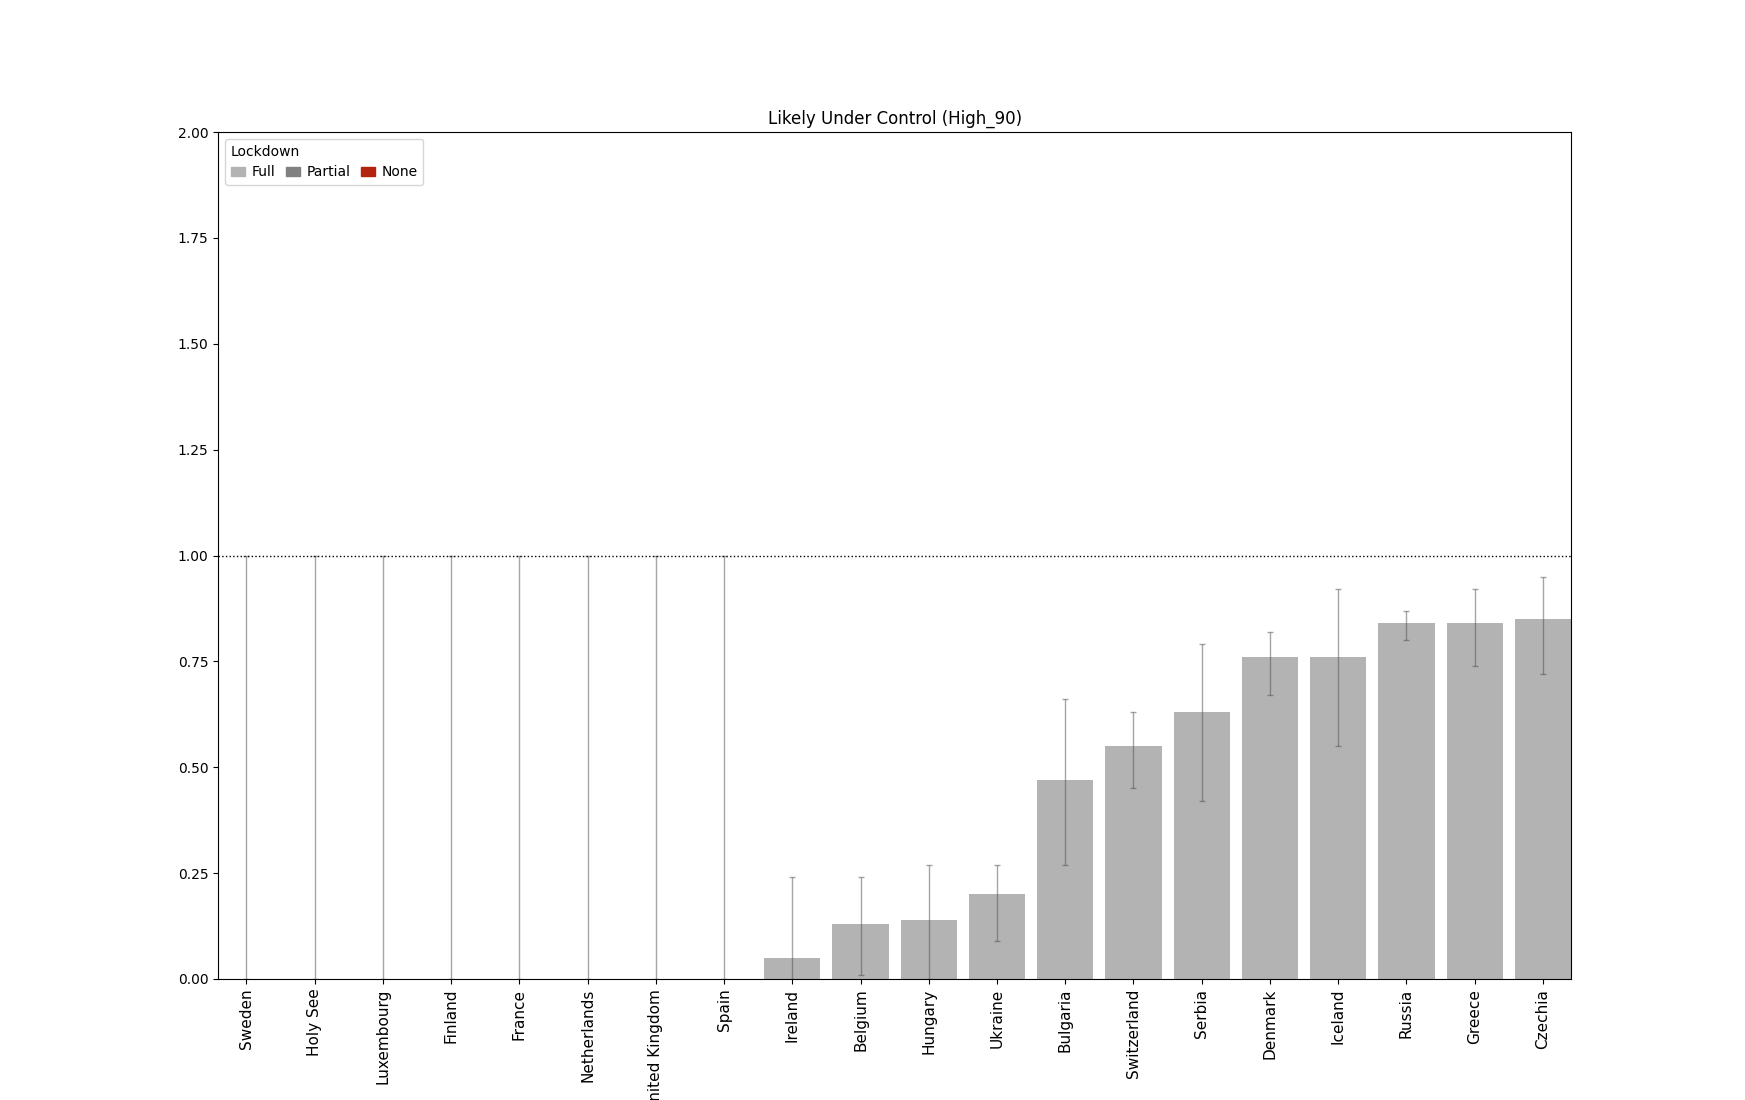 Likely Under Control (High_90)
2.00
Lockdown
Full Partial None
1.75
1.50
1.25
1.00
0.75
0.50
0.25
0.00
Sweden
Holy See
Luxembourg
Finland
France
Netherlands
nited Kingdom
Spain
Ireland
Belgium
Hungary
Ukraine
Bulgaria
Switzerland
Serbia
Denmark
Iceland
Russia
Greece
Czechia